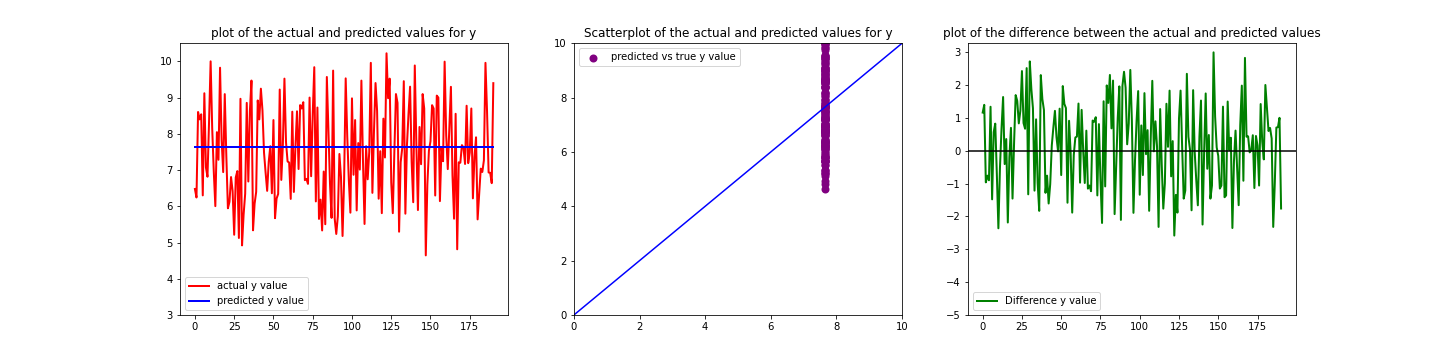 plot of the actual and predicted values for y
10
9
8
7
6
5
4
3
0 25 50 75 100 125 150 175
actual y value
predicted y value
Scatterplot of the actual and predicted values for y
10
8
6
4
2
0
0 2 4 6 8 10
predicted vs true y value
plot of the difference between the actual and predicted values
3
2
1
0
−1
−2
−3
−4
−5
0 25 50 75 100 125 150 175
Difference y value